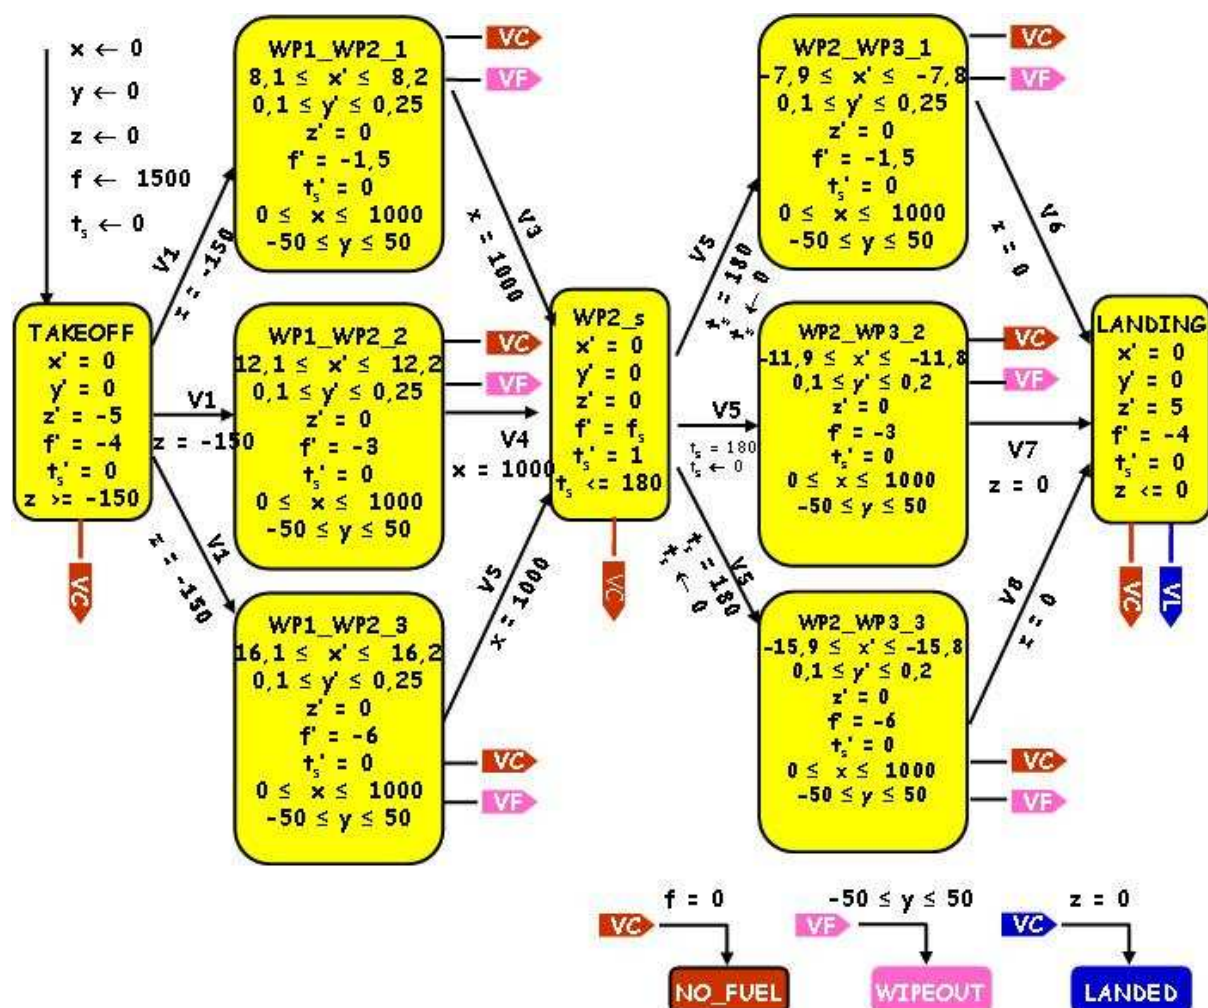 x ← 0
y ← 0
z ← 0
f ← 1500
tₛ ← 0
TAKEOFF
x' = 0
y' = 0
z' = -5
f' = -4
tₛ' = 0
z >= -150
VC
V1
z = -150
V1
z = -150
V1
z = -150
WP1_WP2_1
8,1 ≤ x' ≤ 8,2
0,1 ≤ y' ≤ 0,25
z' = 0
f' = -1,5
tₛ' = 0
0 ≤ x ≤ 1000
-50 ≤ y ≤ 50
VC
VF
WP1_WP2_2
12,1 ≤ x' ≤ 12,2
0,1 ≤ y' ≤ 0,25
z' = 0
f' = -3
tₛ' = 0
0 ≤ x ≤ 1000
-50 ≤ y ≤ 50
VC
VF
WP1_WP2_3
16,1 ≤ x' ≤ 16,2
0,1 ≤ y' ≤ 0,25
z' = 0
f' = -6
tₛ' = 0
0 ≤ x ≤ 1000
-50 ≤ y ≤ 50
VC
VF
V3
x = 1000
V4
x = 1000
V5
x = 1000
WP2_s
x' = 0
y' = 0
z' = 0
f' = fₛ
tₛ' = 1
tₛ <= 180
VC
V5
tₛ = 180
tₛ ← 0
V5
tₛ = 180
tₛ ← 0
V5
tₛ = 180
tₛ ← 0
WP2_WP3_1
-7,9 ≤ x' ≤ -7,8
0,1 ≤ y' ≤ 0,25
z' = 0
f' = -1,5
tₛ' = 0
0 ≤ x ≤ 1000
-50 ≤ y ≤ 50
VC
VF
WP2_WP3_2
-11,9 ≤ x' ≤ -11,8
0,1 ≤ y' ≤ 0,2
z' = 0
f' = -3
tₛ' = 0
0 ≤ x ≤ 1000
-50 ≤ y ≤ 50
VC
VF
WP2_WP3_3
-15,9 ≤ x' ≤ -15,8
0,1 ≤ y' ≤ 0,2
z' = 0
f' = -6
tₛ' = 0
0 ≤ x ≤ 1000
-50 ≤ y ≤ 50
VC
VF
V6
z = 0
V7
z = 0
V8
z = 0
LANDING
x' = 0
y' = 0
z' = 5
f' = -4
tₛ' = 0
z <= 0
VC
VL
f = 0
VC
NO_FUEL
-50 ≤ y ≤ 50
VF
WIPEOUT
z = 0
VC
LANDED